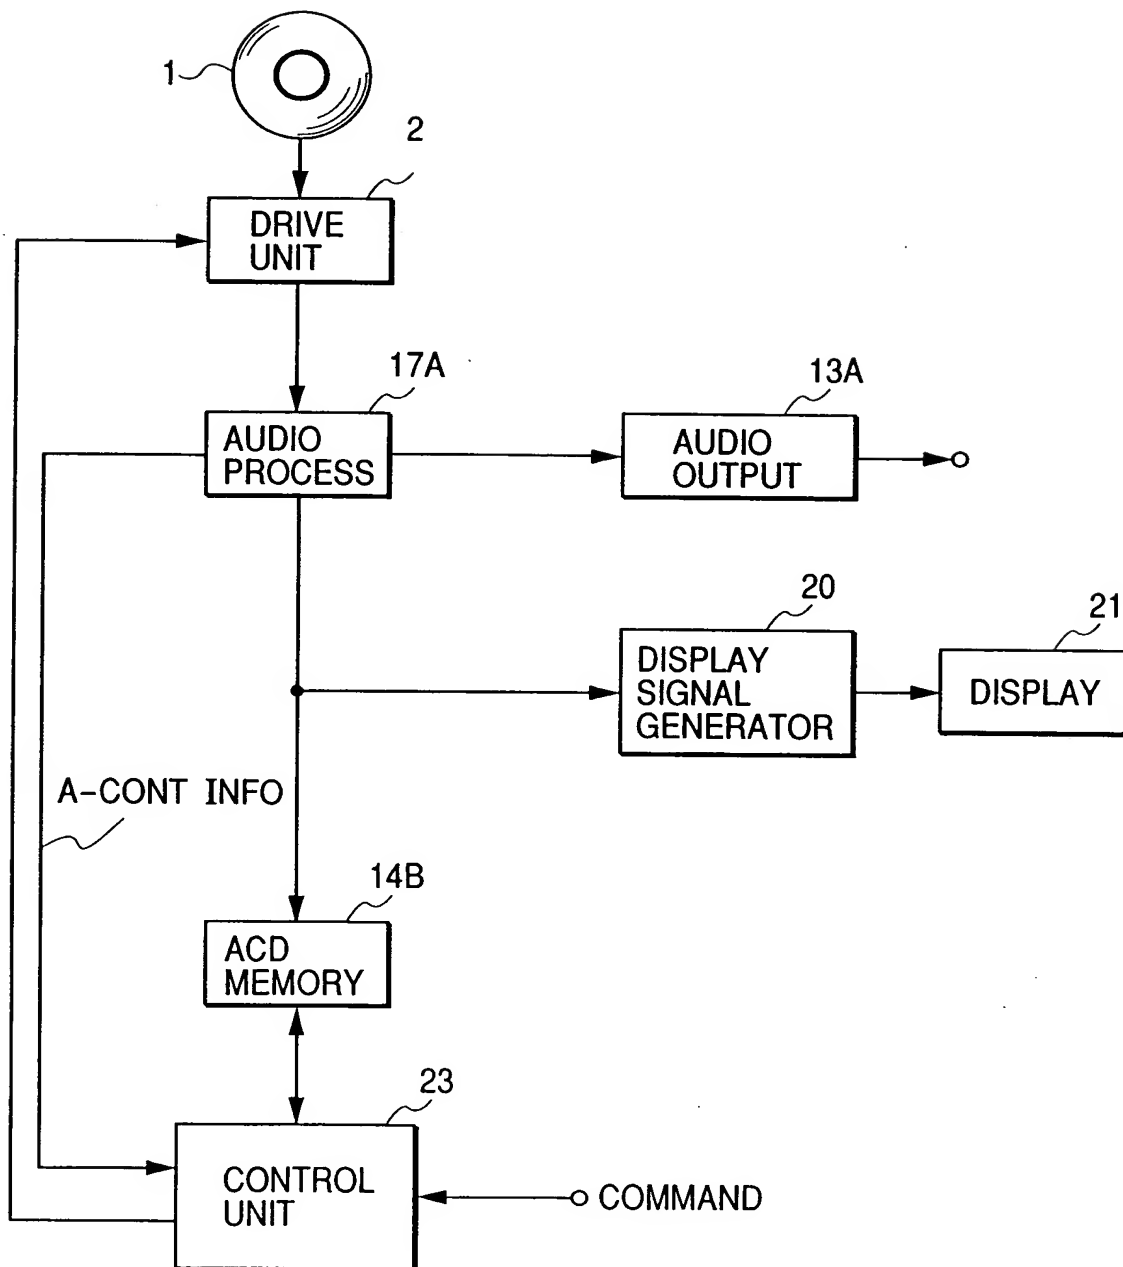 1
2
DRIVE
UNIT
17A
13A
AUDIO
PROCESS
AUDIO
OUTPUT
20
21
DISPLAY
SIGNAL
GENERATOR
DISPLAY
A-CONT INFO
14B
ACD
MEMORY
23
CONTROL
UNIT
COMMAND